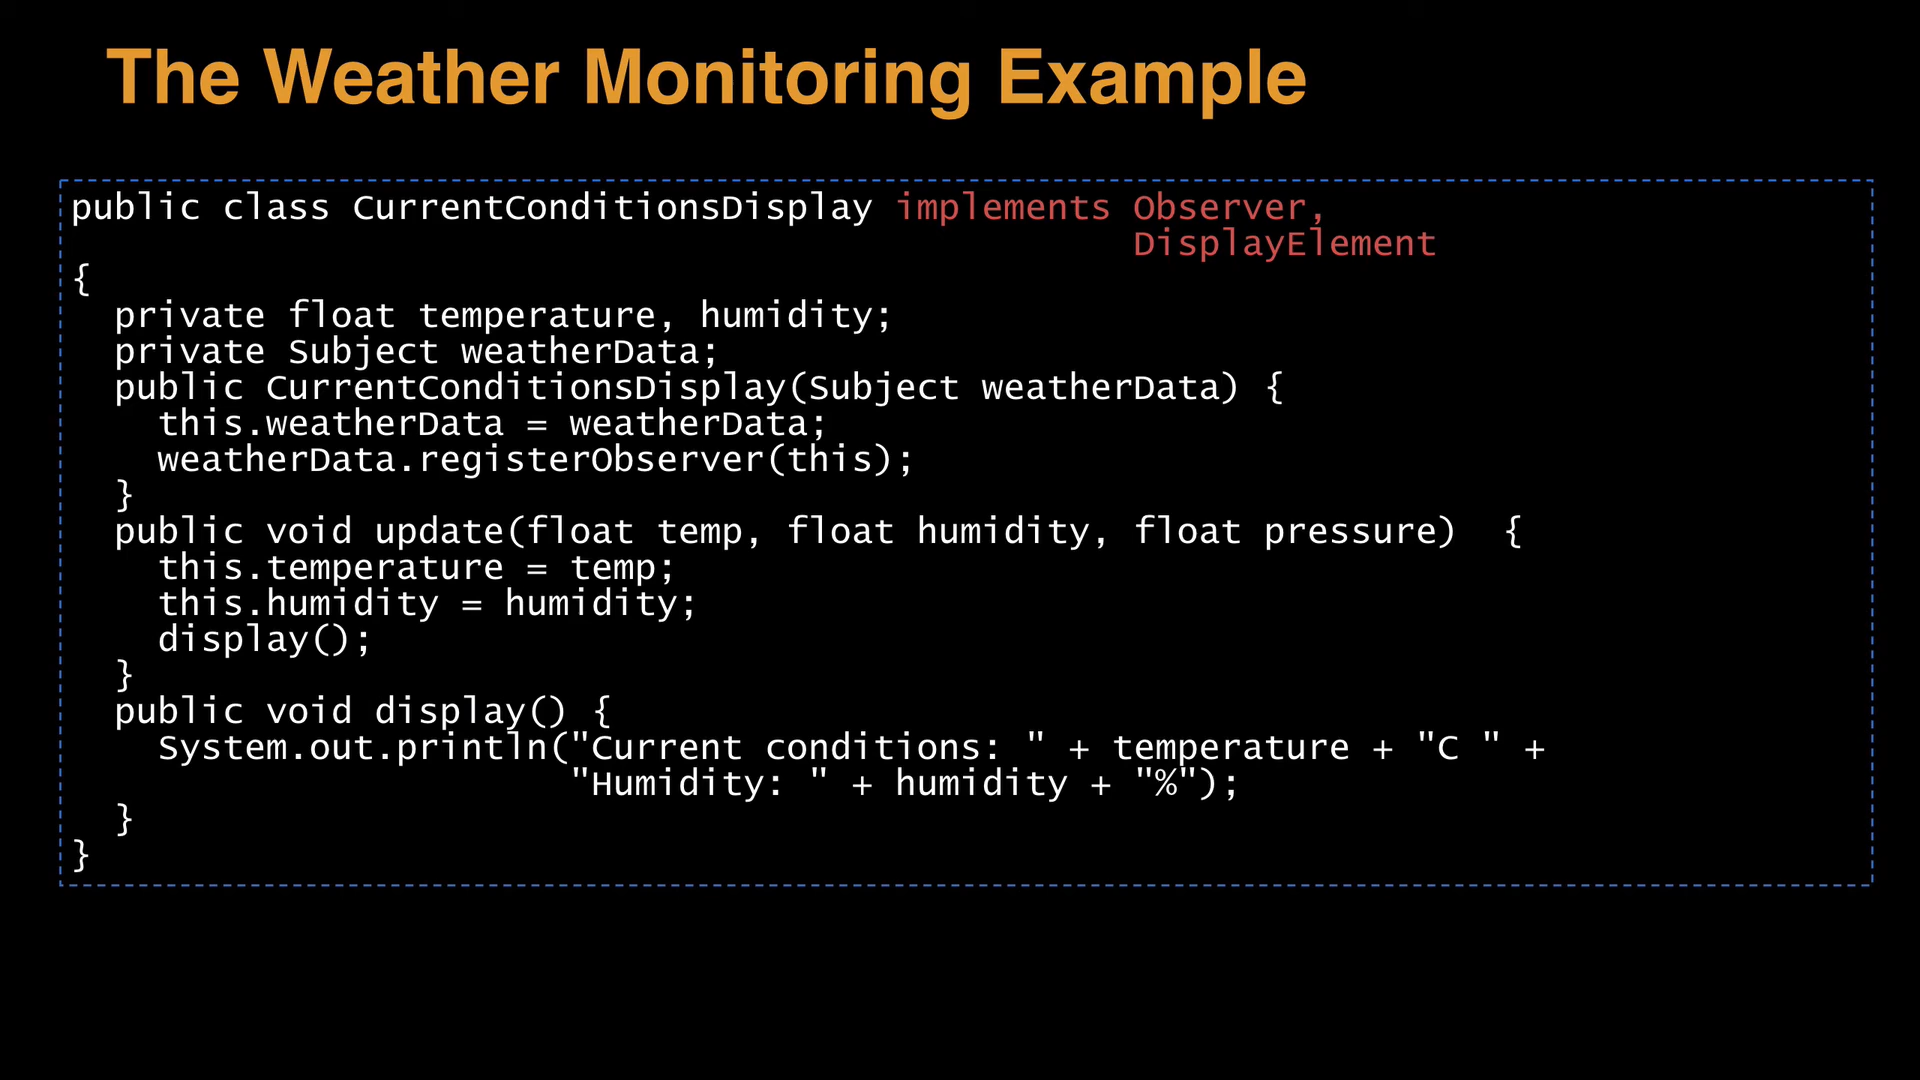 The Weather Monitoring Example
public class CurrentConditionsDisplay implements Observer,
DisplayElement
{
private float temperature, humidity;
private Subject weatherData;
public CurrentConditionsDisplay(Subject weatherData) {
this.weatherData = weatherData;
weatherData.registerObserver(this);
}
public void update(float temp, float humidity, float pressure)  {
this.temperature = temp;
this.humidity = humidity;
display();
}
public void display() {
System.out.println("Current conditions: " + temperature + "C " +
"Humidity: " + humidity + "%");
}
}